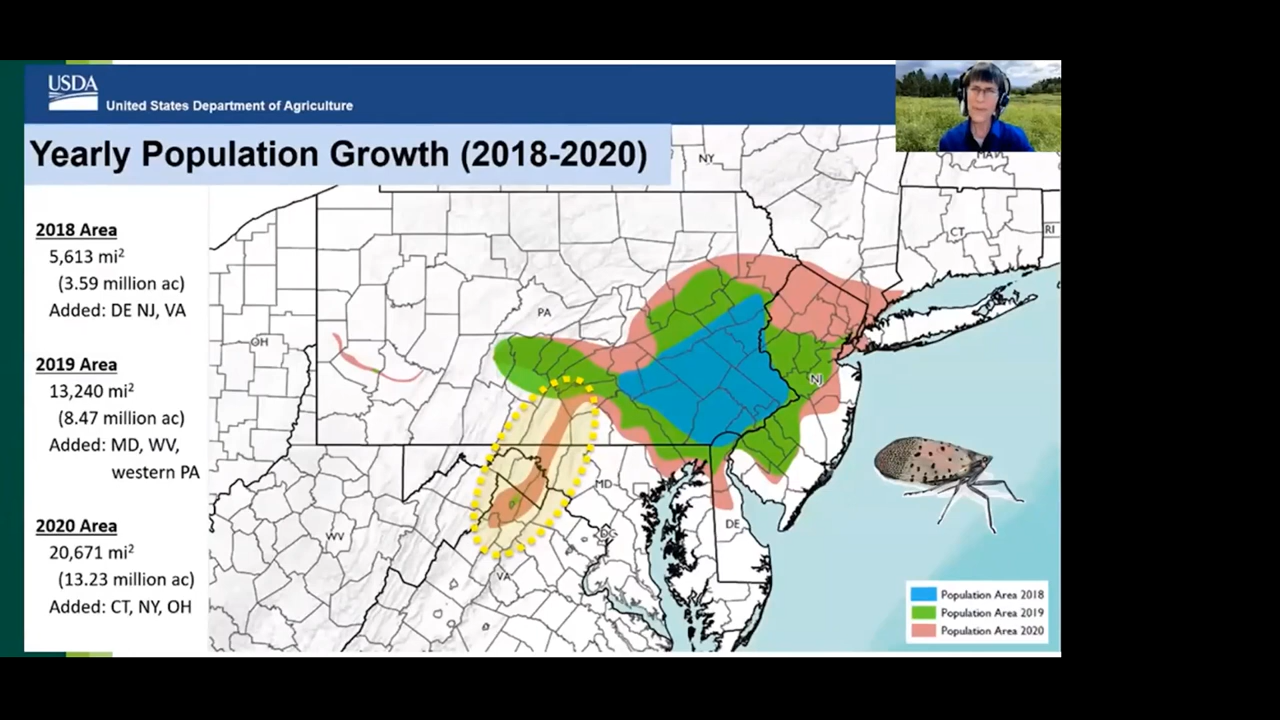 USDA
United States Department of Agriculture
Yearly Population Growth (2018-2020)
2018 Area
5,613 mi²
(3.59 million ac)
Added: DE NJ, VA
2019 Area
13,240 mi²
(8.47 million ac)
Added: MD, WV,
western PA
2020 Area
20,671 mi²
(13.23 million ac)
Added: CT, NY, OH
NY
MA
CT
RI
PA
OH
NJ
MD
DE
DC
WV
VA
Population Area 2018
Population Area 2019
Population Area 2020